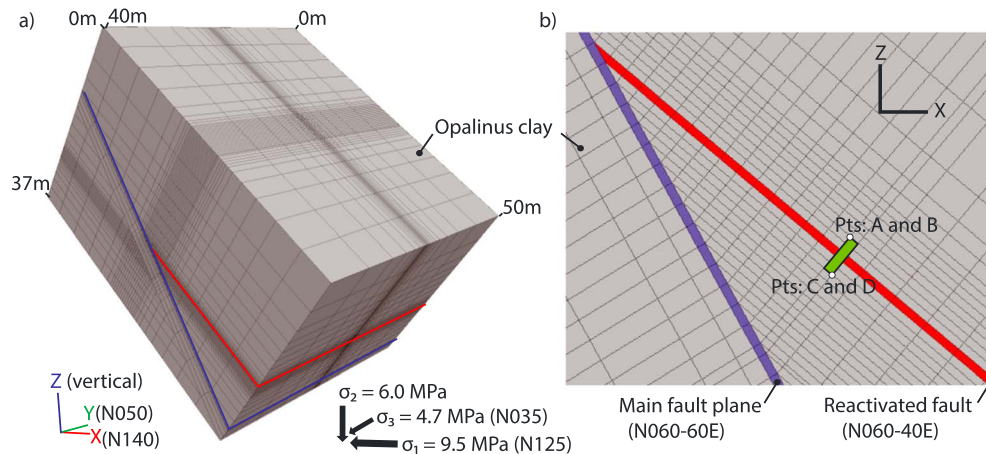 a)
0m
40m
0m
Opalinus clay
37m
50m
Z (vertical)
Y(N050)
X(N140)
σ₂ = 6.0 MPa
σ₃ = 4.7 MPa (N035)
σ₁ = 9.5 MPa (N125)
b)
Z
X
Pts: A and B
Pts: C and D
Main fault plane
(N060-60E)
Reactivated fault
(N060-40E)